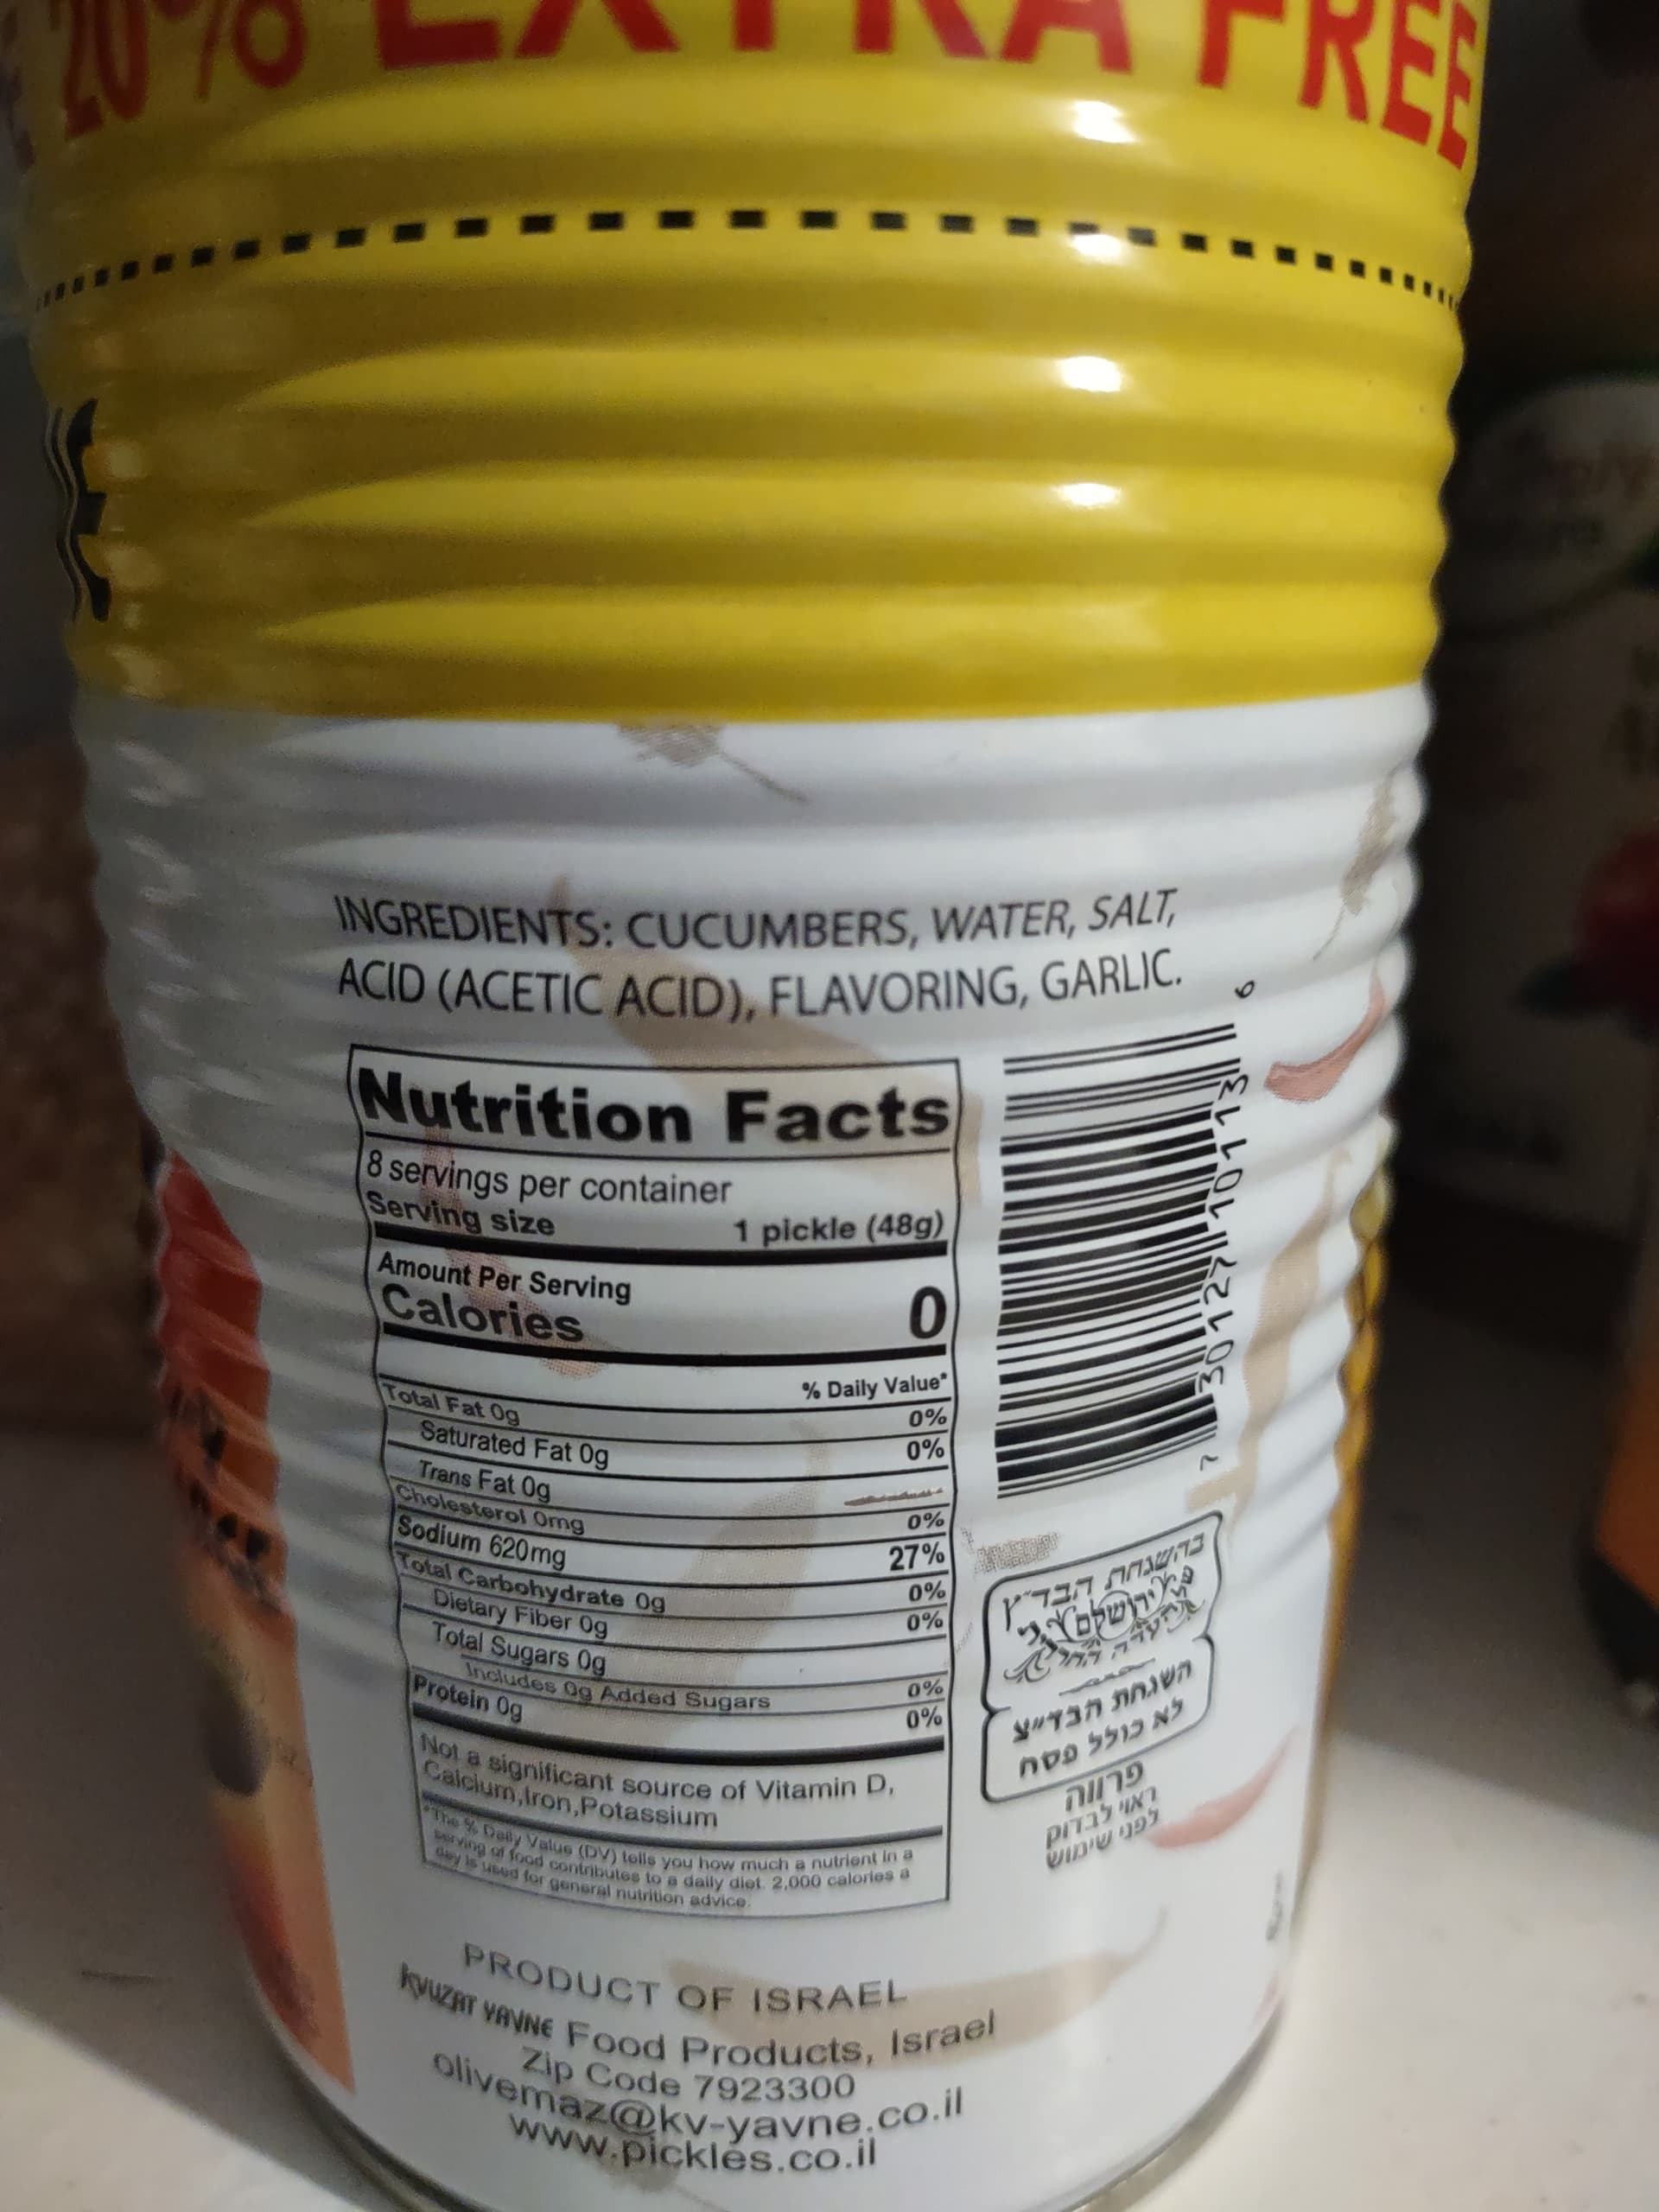 20% EXTRA FREE
INGREDIENTS: CUCUMBERS, WATER, SALT,
ACID (ACETIC ACID), FLAVORING, GARLIC.
Nutrition Facts
8 servings per container
Serving size 1 pickle (48g)
Amount Per Serving
Calories 0
% Daily Value*
Total Fat 0g 0%
Saturated Fat 0g 0%
Trans Fat 0g
Cholesterol 0mg 0%
Sodium 620mg 27%
Total Carbohydrate 0g 0%
Dietary Fiber 0g 0%
Total Sugars 0g
Includes 0g Added Sugars 0%
Protein 0g 0%
Not a significant source of Vitamin D,
Calcium,Iron,Potassium
*The % Daily Value (DV) tells you how much a nutrient in a
serving of food contributes to a daily diet. 2,000 calories a
day is used for general nutrition advice.
7 30127 10113 6
בהשגחת הבד"ץ
ירושלם
השגחת הבד"צ
לא כולל פסח
פרווה
ראוי לבדוק
לפני שימוש
PRODUCT OF ISRAEL
KVUZAT YAVNE Food Products, Israel
Zip Code 7923300
olivemaz@kv-yavne.co.il
www.pickles.co.il